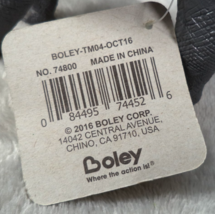 BOLEY-TM04-OCT16
NO. 74800 MADE IN CHINA
0 84495 74452 6
© 2016 BOLEY CORP.
14042 CENTRAL AVENUE,
CHINO, CA 91710, USA
Boley
Where the action is!®